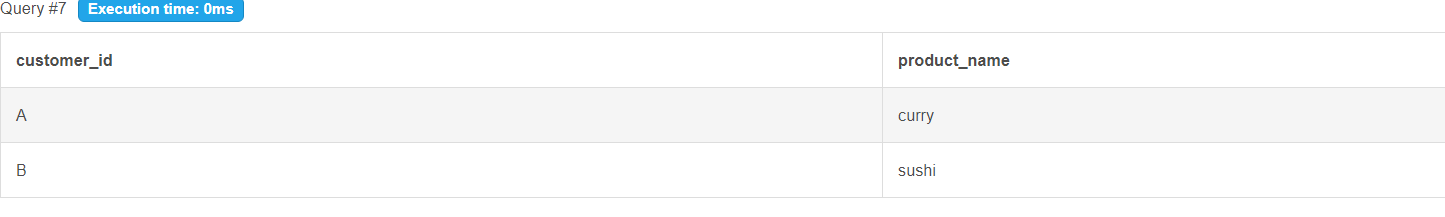 Query #7 Execution time: 0ms
customer_id product_name
A curry
B sushi